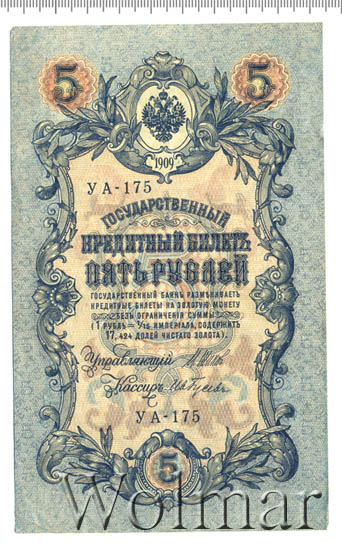 5 5
1909
УА-175
ГОСУДАРСТВЕННЫЙ
КРЕДИТНЫЙ БИЛЕТЪ
ПЯТЬ РУБЛЕЙ
ГОСУДАРСТВЕННЫЙ БАНКЪ РАЗМѢНИВАЕТЪ
КРЕДИТНЫЕ БИЛЕТЫ НА ЗОЛОТУЮ МОНЕТУ
БЕЗЪ ОГРАНИЧЕНІЯ СУММЫ
(1 РУБЛЬ = 1/15 ИМПЕРІАЛА, СОДЕРЖИТЪ
17,424 ДОЛЕЙ ЧИСТАГО ЗОЛОТА).
Управляющій
Кассиръ
УА-175
5
Wolmar